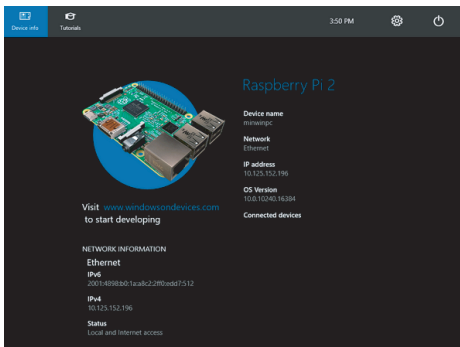 Device info
Tutorials
3:50 PM
Raspberry Pi 2
Device name
minwinpc
Network
Ethernet
IP address
10.125.152.196
OS Version
10.0.10240.16384
Connected devices
Visit www.windowsondevices.com
to start developing
NETWORK INFORMATION
Ethernet
IPv6
2001:4898:b0:1a:a8c2:2ff0:edd7:512
IPv4
10.125.152.196
Status
Local and Internet access